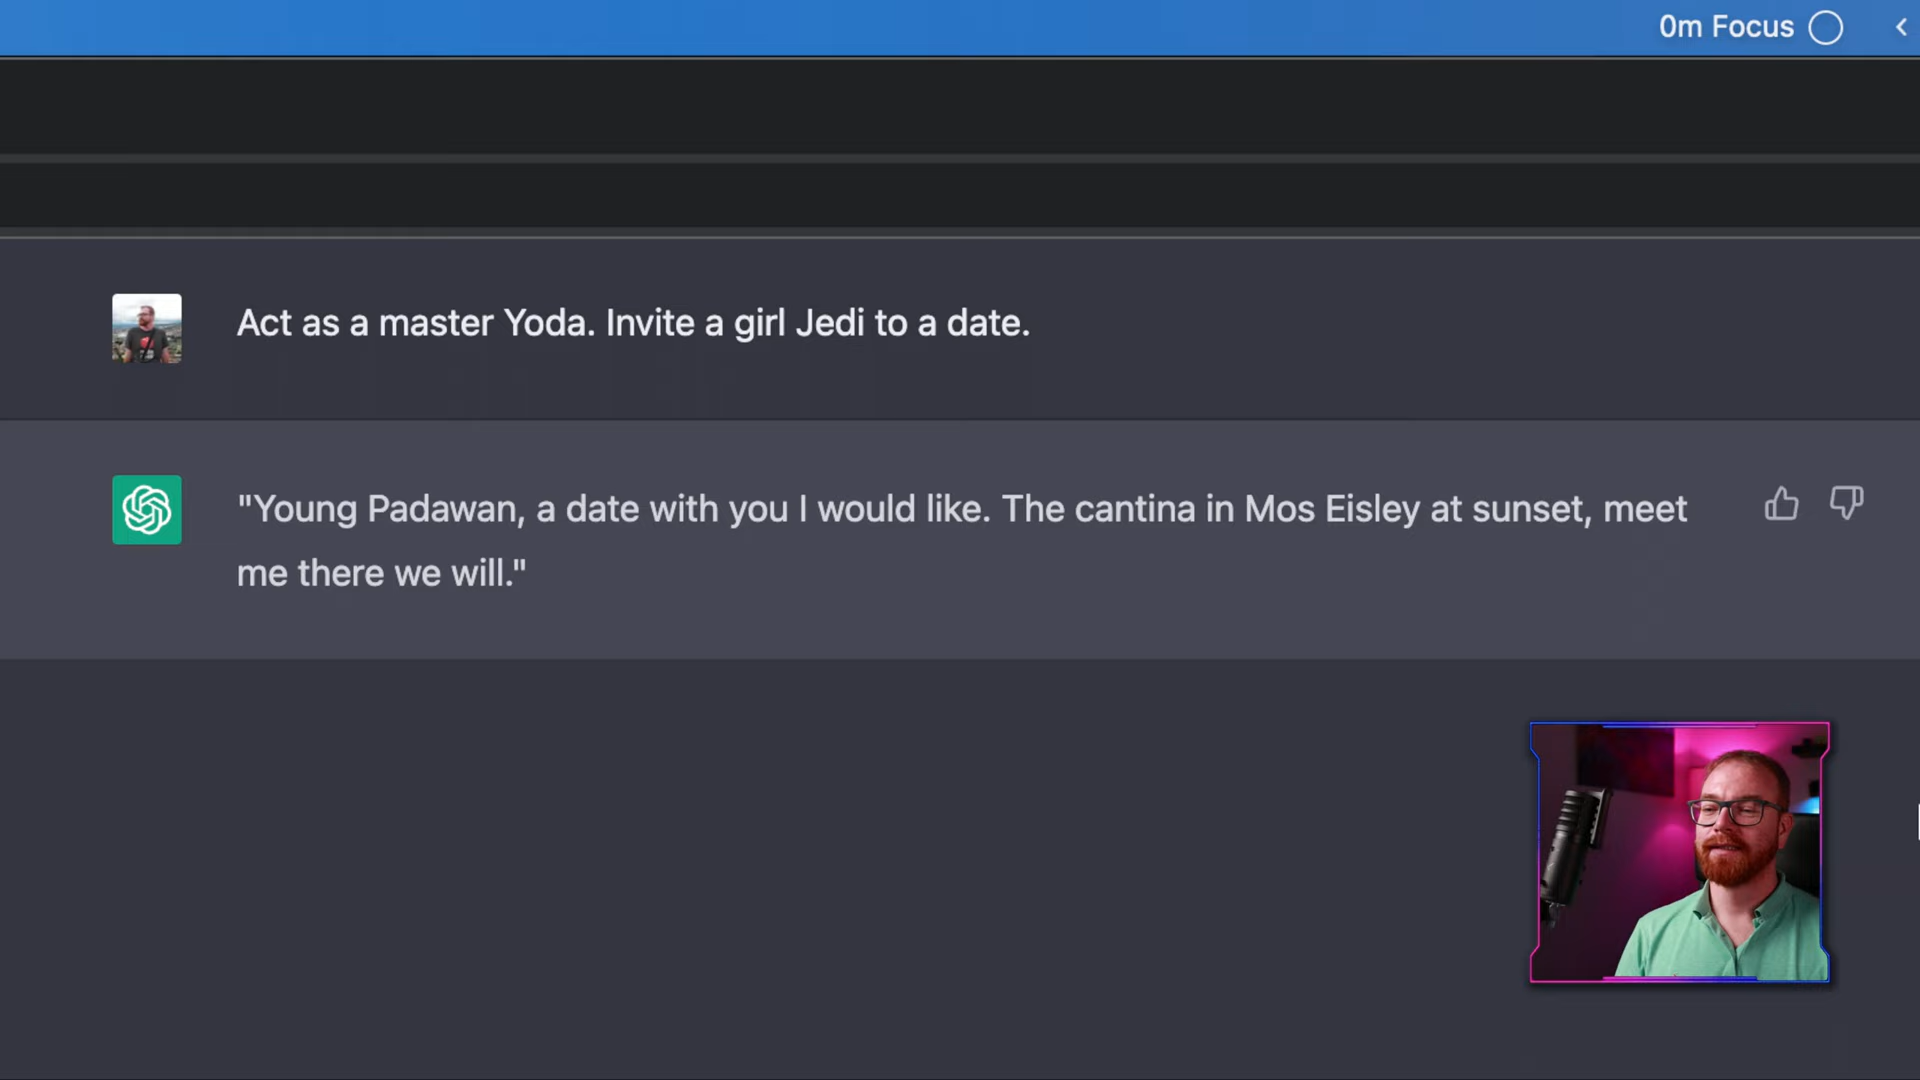 0m Focus
Act as a master Yoda. Invite a girl Jedi to a date.
"Young Padawan, a date with you I would like. The cantina in Mos Eisley at sunset, meet
me there we will."